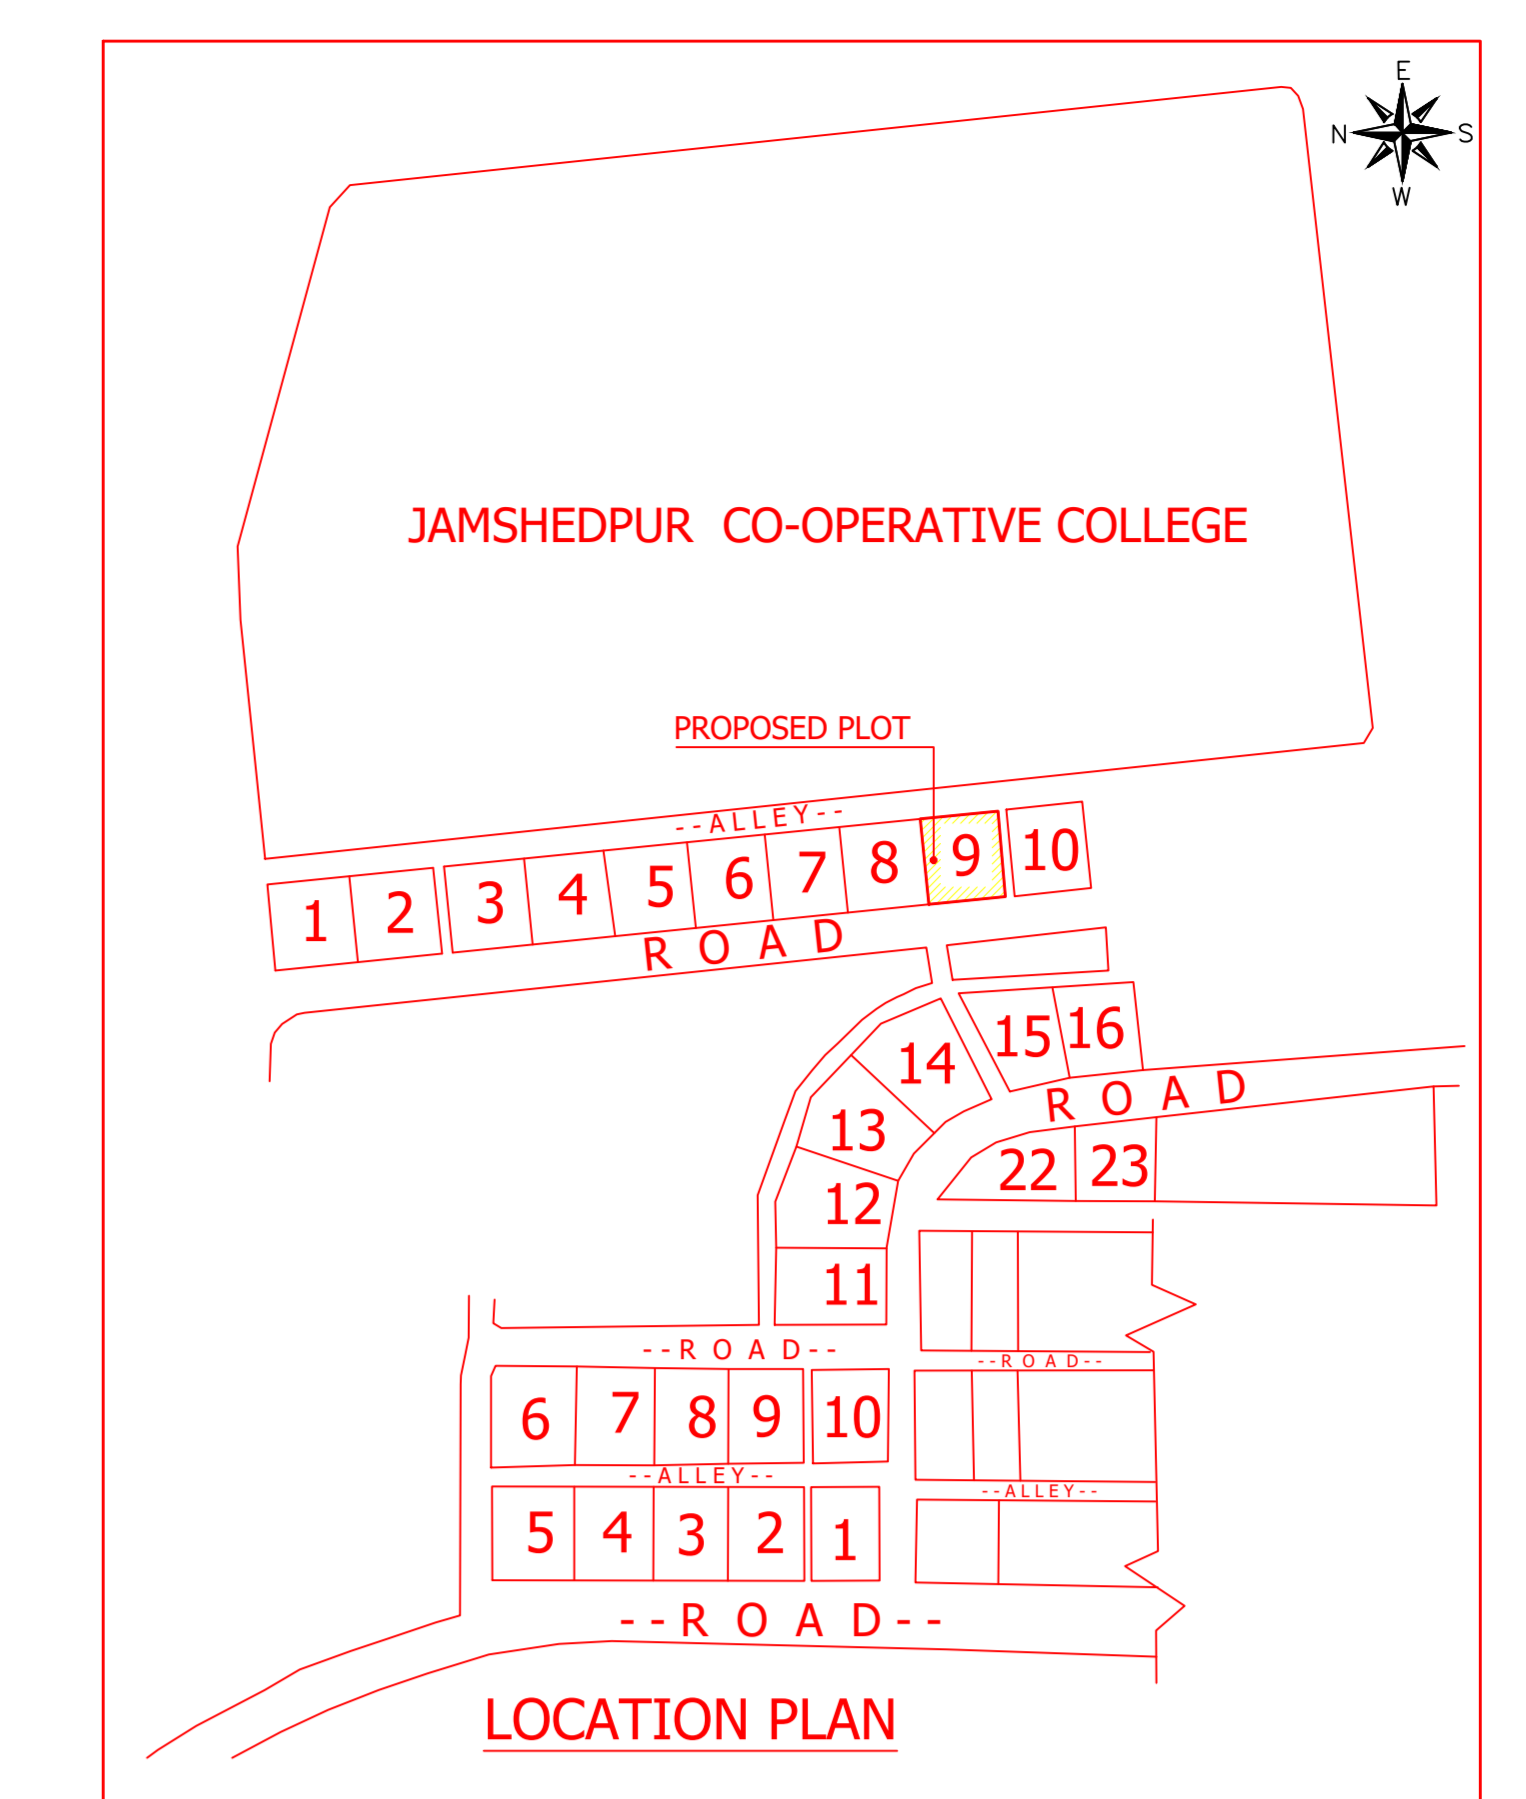 E
N S
W
JAMSHEDPUR CO-OPERATIVE COLLEGE
PROPOSED PLOT
--ALLEY--
1 2 3 4 5 6 7 8 9 10
ROAD
15 16
14
ROAD
13
22 23
12
11
--ROAD--
--ROAD--
6 7 8 9 10
--ALLEY--
--ALLEY--
5 4 3 2 1
--ROAD--
LOCATION PLAN